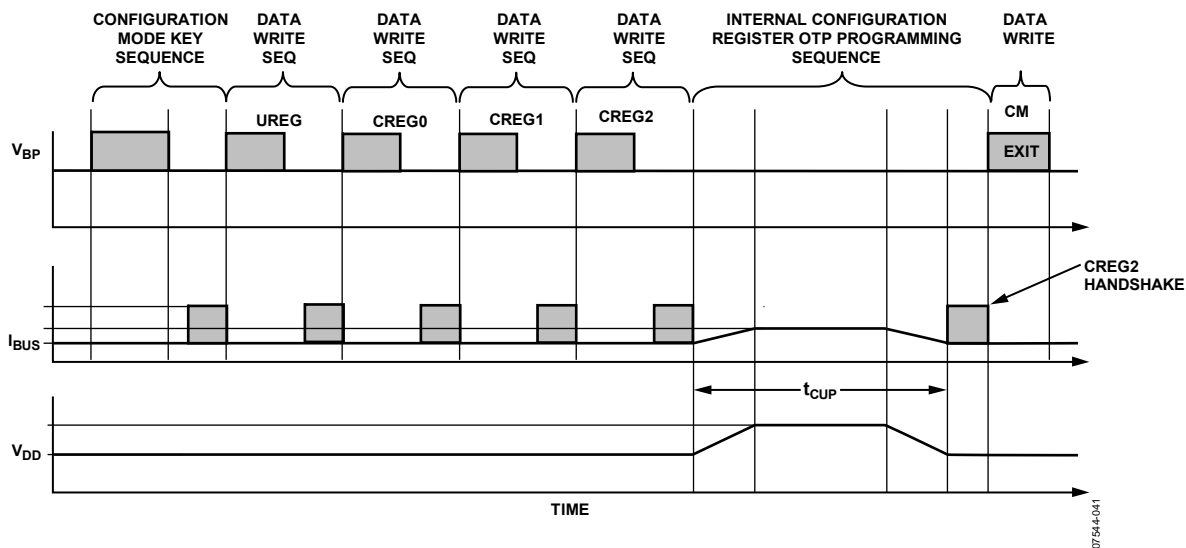 CONFIGURATION
MODE KEY
SEQUENCE
DATA
WRITE
SEQ
DATA
WRITE
SEQ
DATA
WRITE
SEQ
DATA
WRITE
SEQ
INTERNAL CONFIGURATION
REGISTER OTP PROGRAMMING
SEQUENCE
DATA
WRITE
UREG
CREG0
CREG1
CREG2
CM
VBP
EXIT
CREG2
HANDSHAKE
IBUS
tCUP
VDD
TIME
07544-041